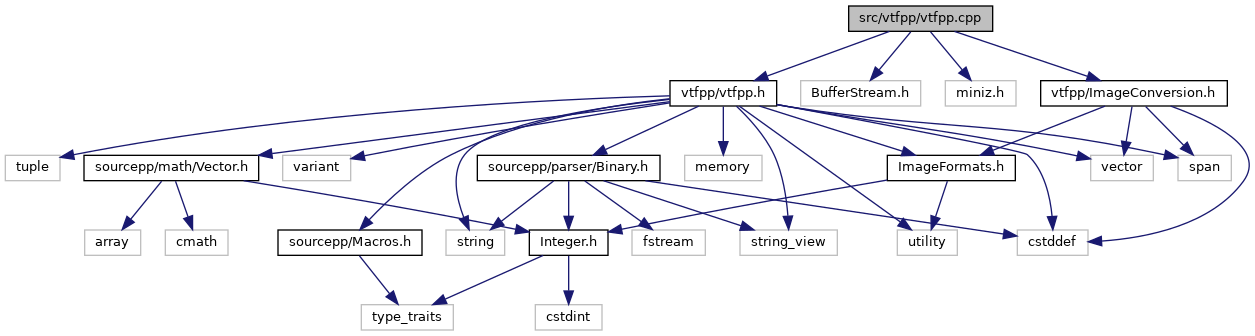 src/vtfpp/vtfpp.cpp
vtfpp/vtfpp.h
BufferStream.h
miniz.h
vtfpp/ImageConversion.h
tuple
sourcepp/math/Vector.h
variant
sourcepp/parser/Binary.h
memory
ImageFormats.h
vector
span
array
cmath
sourcepp/Macros.h
string
Integer.h
fstream
string_view
utility
cstddef
type_traits
cstdint